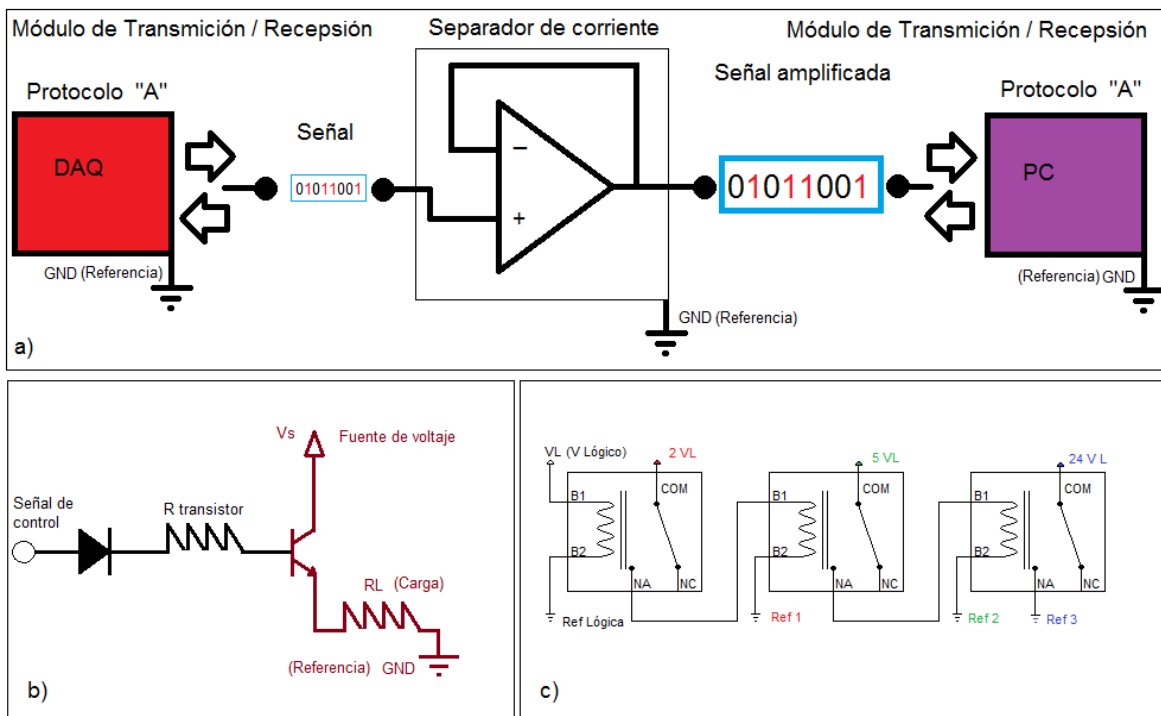 Módulo de Transmición / Recepsión
Separador de corriente
Módulo de Transmición / Recepsión
Protocolo "A"
Señal
Señal amplificada
Protocolo "A"
DAQ
01011001
−
+
01011001
PC
GND (Referencia)
GND (Referencia)
(Referencia) GND
a)
Vs
Fuente de voltaje
Señal de
control
R transistor
RL (Carga)
(Referencia) GND
b)
VL (V Lógico)
2 VL
5 VL
24 V L
B1
COM
B1
COM
B1
COM
B2
B2
B2
NA
NC
NA
NC
NA
NC
Ref Lógica
Ref 1
Ref 2
Ref 3
c)